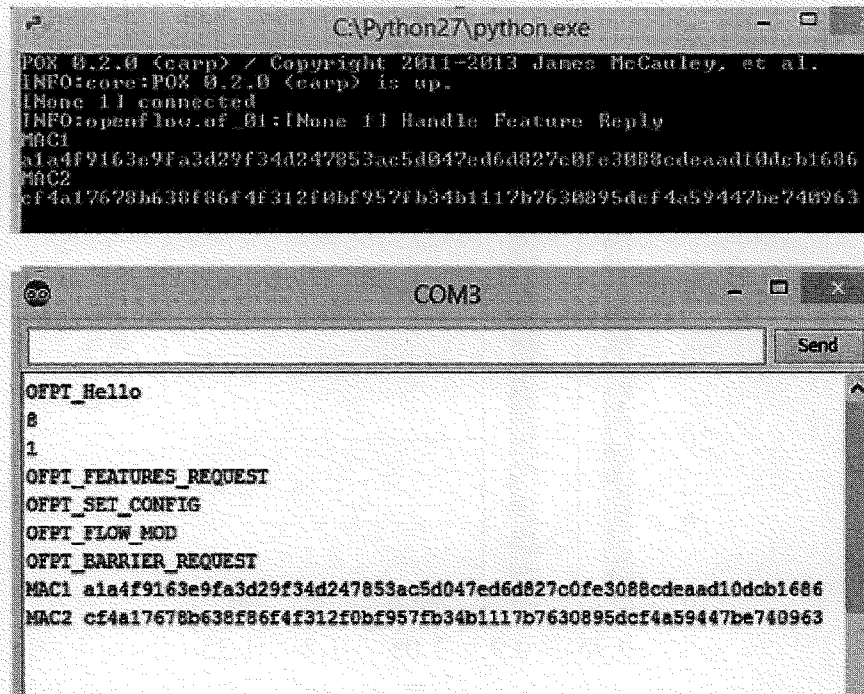 C:\Python27\python.exe
POX 0.2.0 (carp) / Copyright 2011-2013 James McCauley, et al.
INFO:core:POX 0.2.0 (carp) is up.
[None 1] connected
INFO:openflow.of_01:[None 1] Handle Feature Reply
MAC1
a1a4f9163e9fa3d29f34d247853ac5d047ed6d827c0fe3088cdeaad10dcb1686
MAC2
cf4a17678b638f86f4f312f0bf957fb34b1117b7630895dcf4a59447be740963
COM3
Send
OFPT_Hello
8
1
OFPT_FEATURES_REQUEST
OFPT_SET_CONFIG
OFPT_FLOW_MOD
OFPT_BARRIER_REQUEST
MAC1 a1a4f9163e9fa3d29f34d247853ac5d047ed6d827c0fe3088cdeaad10dcb1686
MAC2 cf4a17678b638f86f4f312f0bf957fb34b1117b7630895dcf4a59447be740963